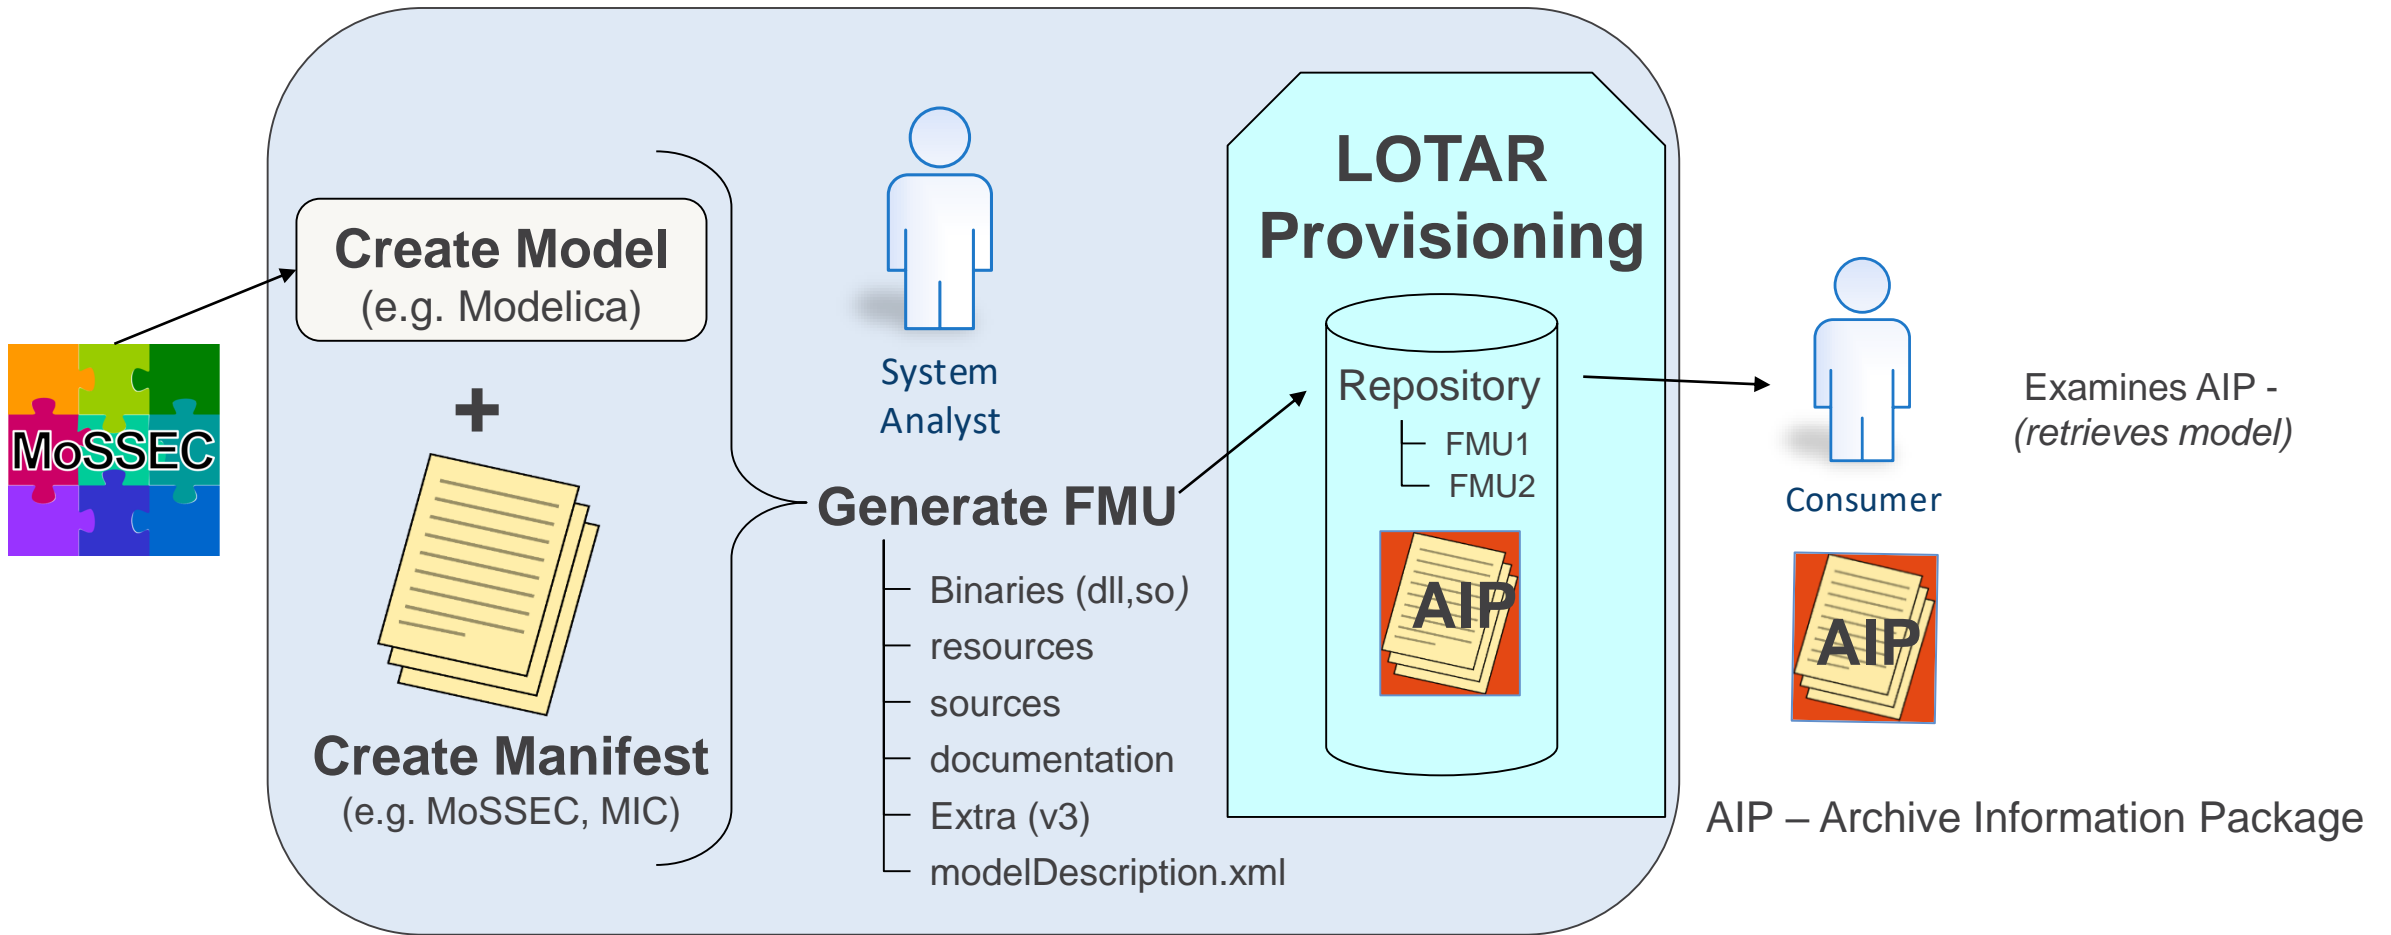 MoSSEC
Create Model
(e.g. Modelica)
+
Create Manifest
(e.g. MoSSEC, MIC)
System
Analyst
Generate FMU
Binaries (dll,so)
resources
sources
documentation
Extra (v3)
modelDescription.xml
LOTAR
Provisioning
Repository
FMU1
FMU2
AIP
Consumer
AIP
Examines AIP -
(retrieves model)
AIP – Archive Information Package